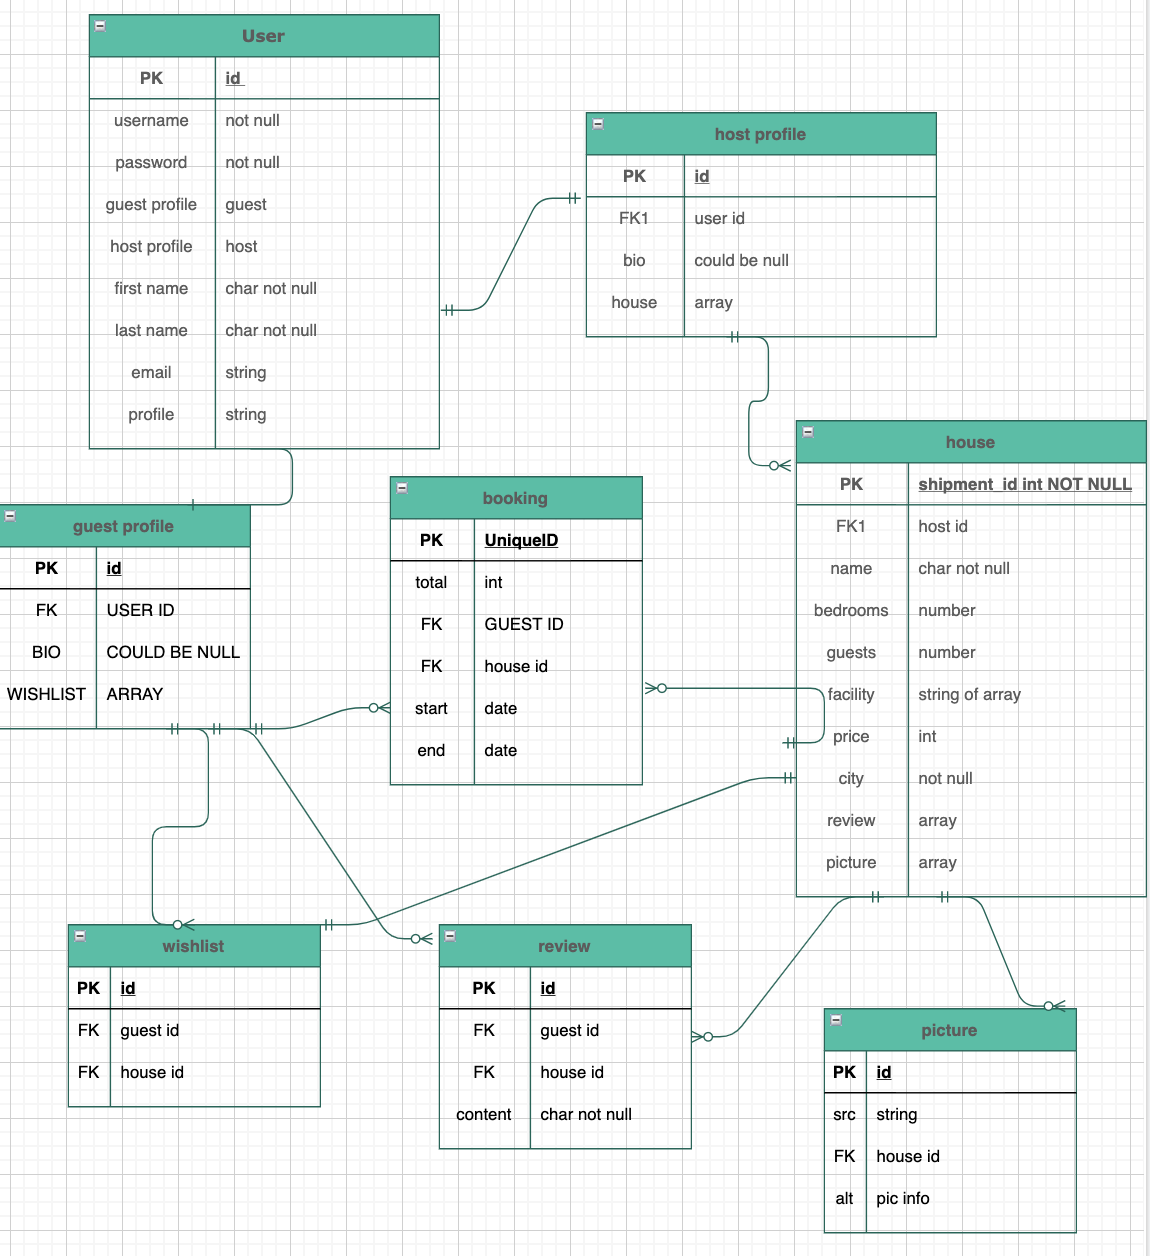 User
PK id
username not null
password not null
guest profile guest
host profile host
first name char not null
last name char not null
email string
profile string
host profile
PK id
FK1 user id
bio could be null
house array
house
PK shipment_id int NOT NULL
FK1 host id
name char not null
bedrooms number
guests number
facility string of array
price int
city not null
review array
picture array
guest profile
PK id
FK USER ID
BIO COULD BE NULL
WISHLIST ARRAY
booking
PK UniqueID
total int
FK GUEST ID
FK house id
start date
end date
wishlist
PK id
FK guest id
FK house id
review
PK id
FK guest id
FK house id
content char not null
picture
PK id
src string
FK house id
alt pic info